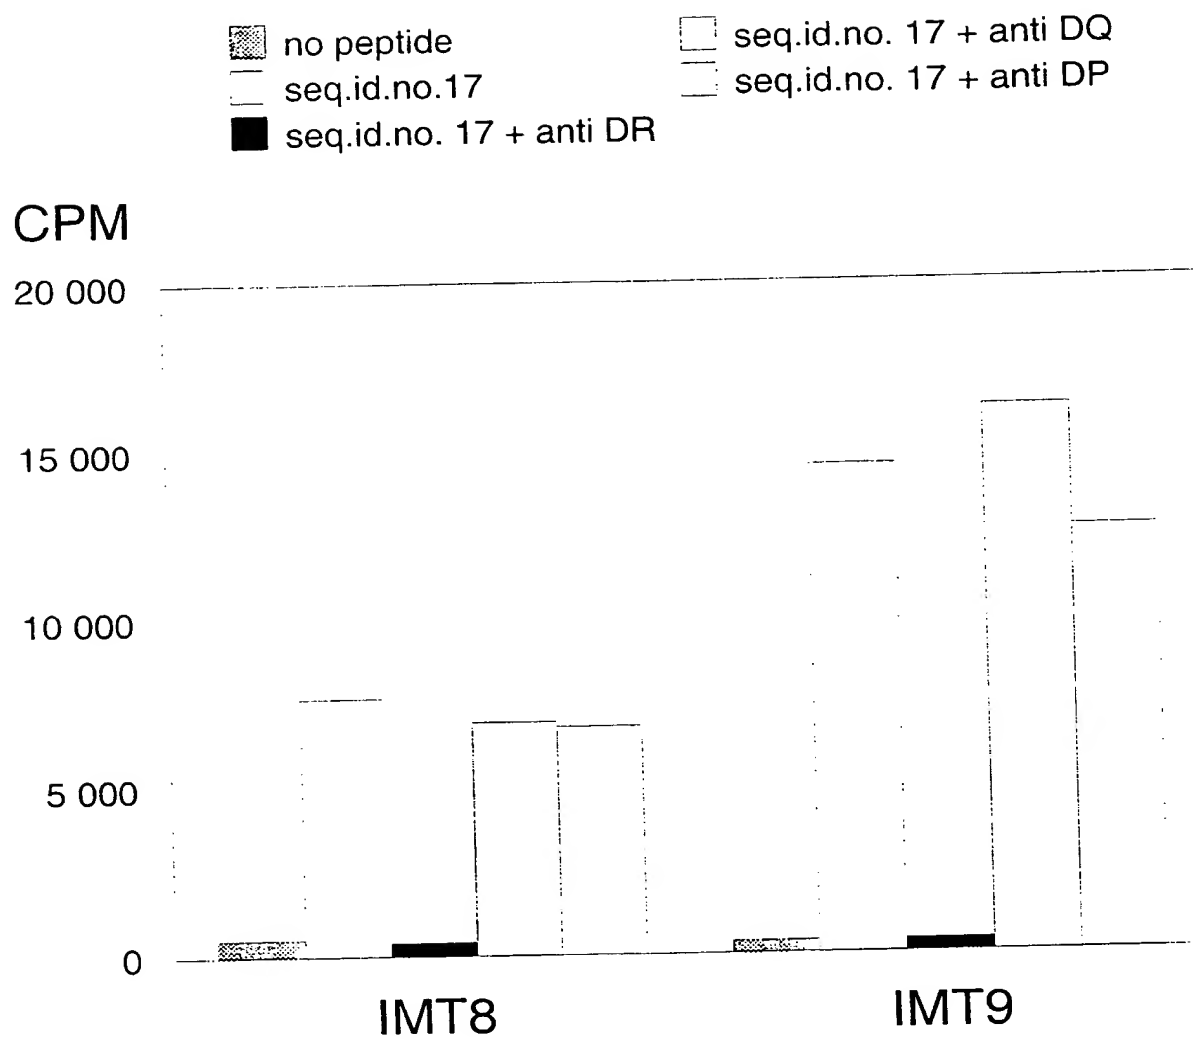 no peptide
seq.id.no.17
seq.id.no. 17 + anti DR
seq.id.no. 17 + anti DQ
seq.id.no. 17 + anti DP
CPM
20 000
15 000
10 000
5 000
0
IMT8
IMT9